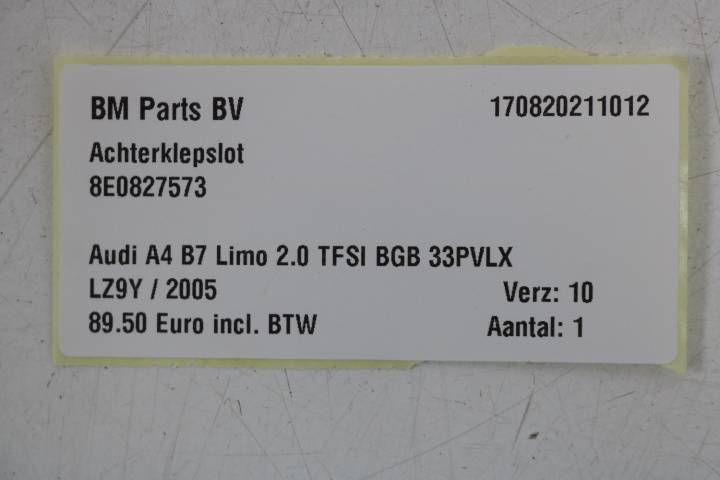 BM Parts BV 170820211012
Achterklepslot
8E0827573
Audi A4 B7 Limo 2.0 TFSI BGB 33PVLX
LZ9Y / 2005 Verz: 10
89.50 Euro incl. BTW Aantal: 1